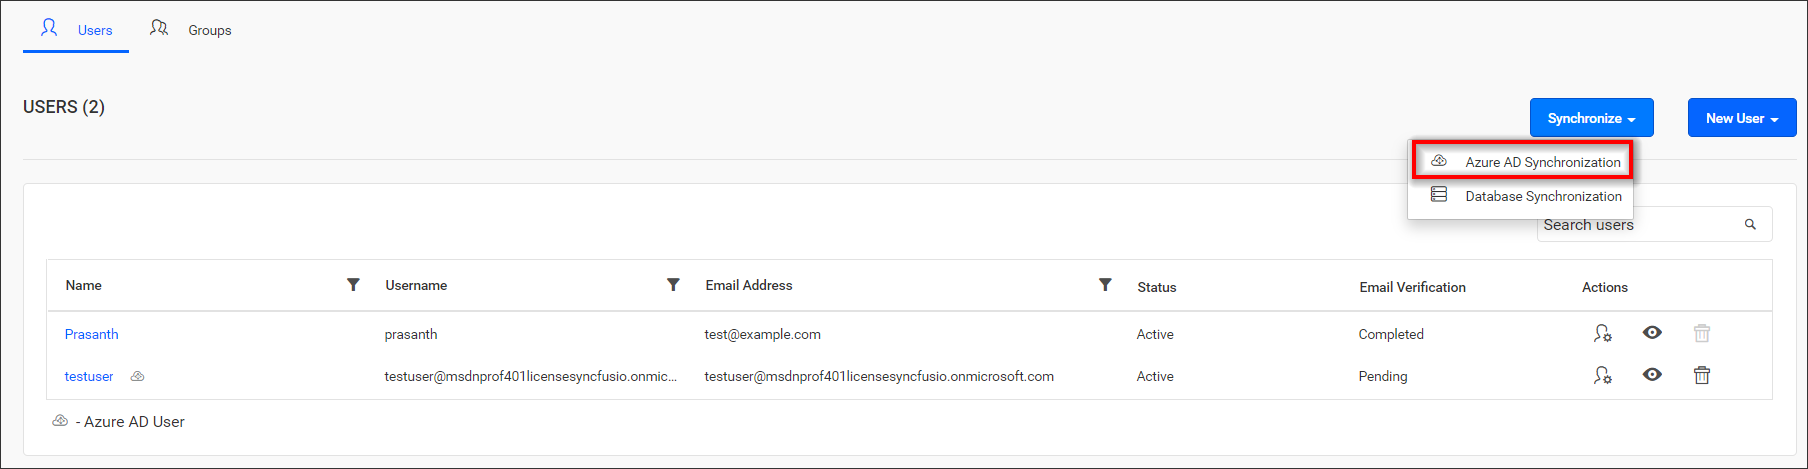 Users Groups
USERS (2)
Synchronize New User
Azure AD Synchronization
Database Synchronization
Search users
Name Username Email Address Status Email Verification Actions
Prasanth prasanth test@example.com Active Completed
testuser testuser@msdnprof401licensesyncfusio.onmic... testuser@msdnprof401licensesyncfusio.onmicrosoft.com Active Pending
- Azure AD User